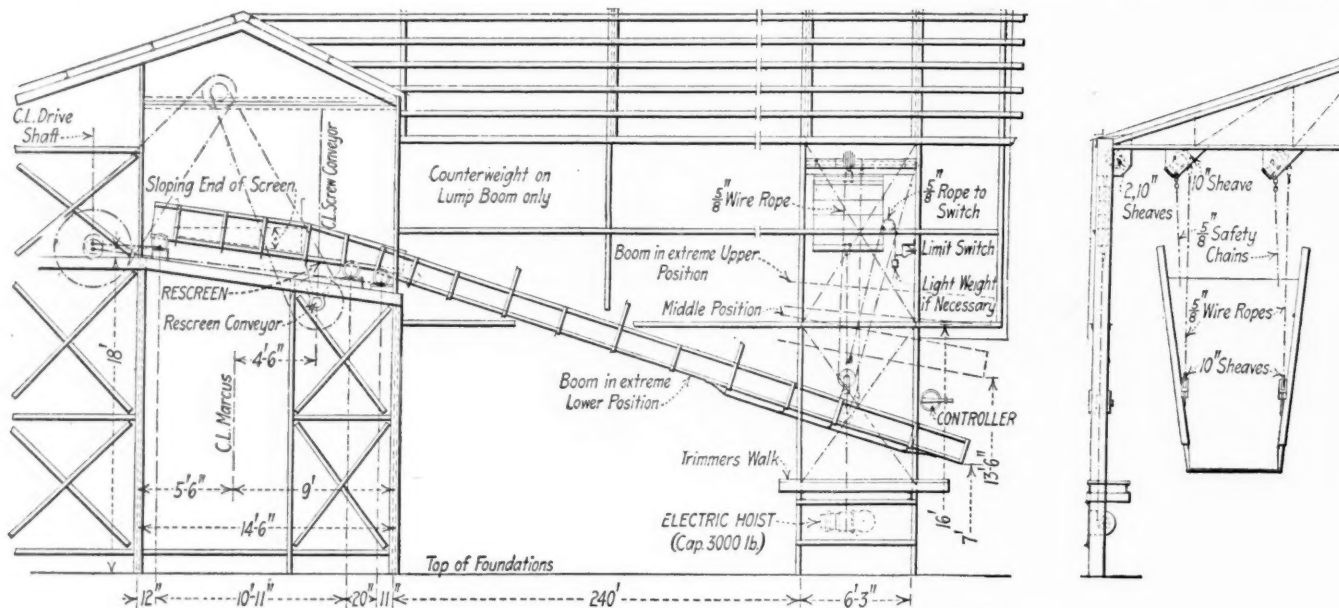 C.L. Drive
Shaft
Sloping End of Screen
C.L. Screw Conveyor
Counterweight on
Lump Boom only
5/8" Wire Rope
5/8" Rope to
Switch
Limit Switch
Boom in extreme Upper
Position
Light Weight
if Necessary
Middle Position
RESCREEN
Rescreen Conveyor
18'
4'-6"
C.L. Marcus
Boom in extreme
Lower Position
CONTROLLER
Trimmers Walk
13'-6"
16'
7'
5'-6"
9'
14'-6"
ELECTRIC HOIST
(Cap. 3000 lb.)
Top of Foundations
12"
10'-11"
20"
11"
240'
6'-3"
2,10"
Sheaves
10" Sheave
5/8" Safety
Chains
5/8" Wire Ropes
10" Sheaves